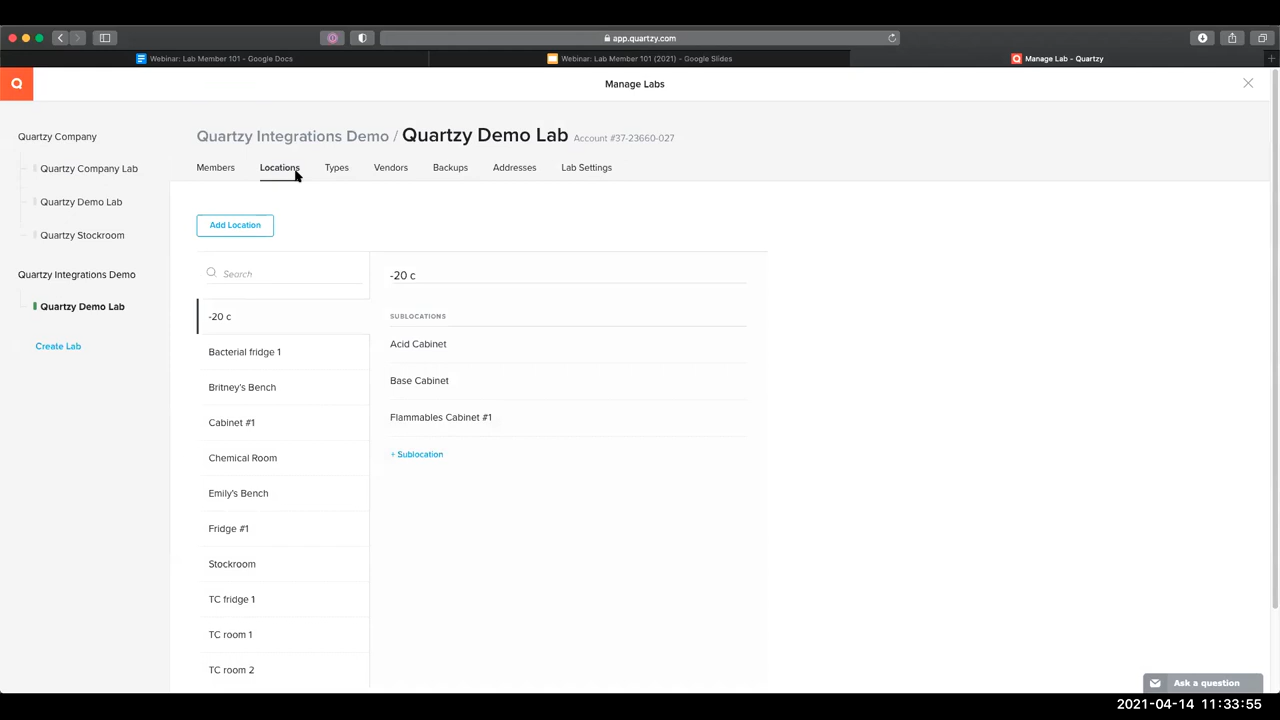 app.quartzy.com
Webinar: Lab Member 101 - Google Docs
Webinar: Lab Member 101 (2021) - Google Slides
Manage Lab - Quartzy
Q
Manage Labs
Quartzy Company
Quartzy Company Lab
Quartzy Demo Lab
Quartzy Stockroom
Quartzy Integrations Demo
Quartzy Demo Lab
Create Lab
Quartzy Integrations Demo / Quartzy Demo Lab Account #37-23660-027
Members Locations Types Vendors Backups Addresses Lab Settings
Add Location
Search
-20 c
Bacterial fridge 1
Britney's Bench
Cabinet #1
Chemical Room
Emily's Bench
Fridge #1
Stockroom
TC fridge 1
TC room 1
TC room 2
-20 c
SUBLOCATIONS
Acid Cabinet
Base Cabinet
Flammables Cabinet #1
+ Sublocation
Ask a question
2021-04-14 11:33:55